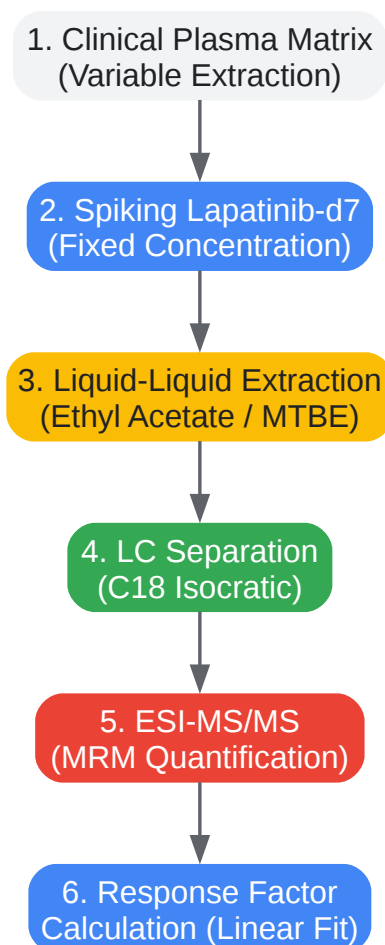 1. Clinical Plasma Matrix
(Variable Extraction)
2. Spiking Lapatinib-d7
(Fixed Concentration)
3. Liquid-Liquid Extraction
(Ethyl Acetate / MTBE)
4. LC Separation
(C18 Isocratic)
5. ESI-MS/MS
(MRM Quantification)
6. Response Factor
Calculation (Linear Fit)